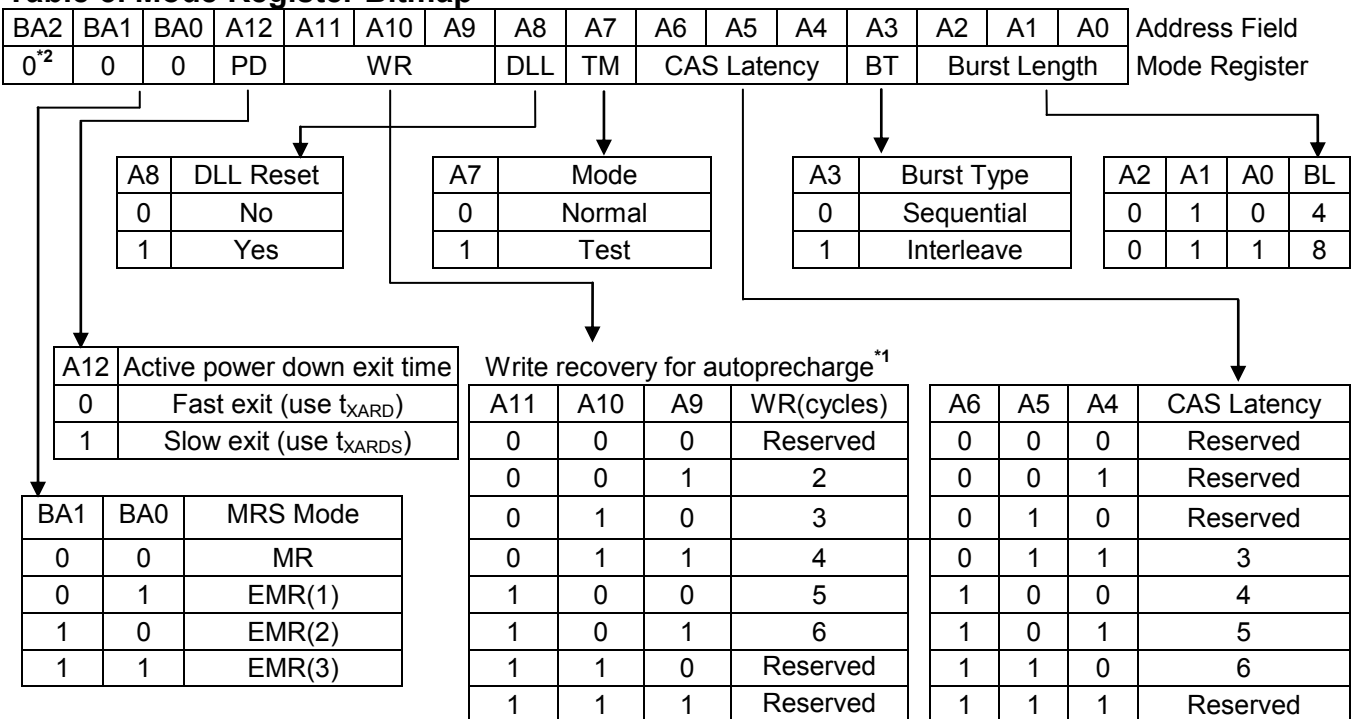 Table 6. Mode Register Bitmap
BA2 BA1 BA0 A12 A11 A10 A9 A8 A7 A6 A5 A4 A3 A2 A1 A0 Address Field
0*2 0 0 PD WR DLL TM CAS Latency BT Burst Length Mode Register
A8 DLL Reset
0 No
1 Yes
A7 Mode
0 Normal
1 Test
A3 Burst Type
0 Sequential
1 Interleave
A2 A1 A0 BL
0 1 0 4
0 1 1 8
A12 Active power down exit time
0 Fast exit (use tXARD)
1 Slow exit (use tXARDS)
BA1 BA0 MRS Mode
0 0 MR
0 1 EMR(1)
1 0 EMR(2)
1 1 EMR(3)
Write recovery for autoprecharge*1
A11 A10 A9 WR(cycles)
0 0 0 Reserved
0 0 1 2
0 1 0 3
0 1 1 4
1 0 0 5
1 0 1 6
1 1 0 Reserved
1 1 1 Reserved
A6 A5 A4 CAS Latency
0 0 0 Reserved
0 0 1 Reserved
0 1 0 Reserved
0 1 1 3
1 0 0 4
1 0 1 5
1 1 0 6
1 1 1 Reserved